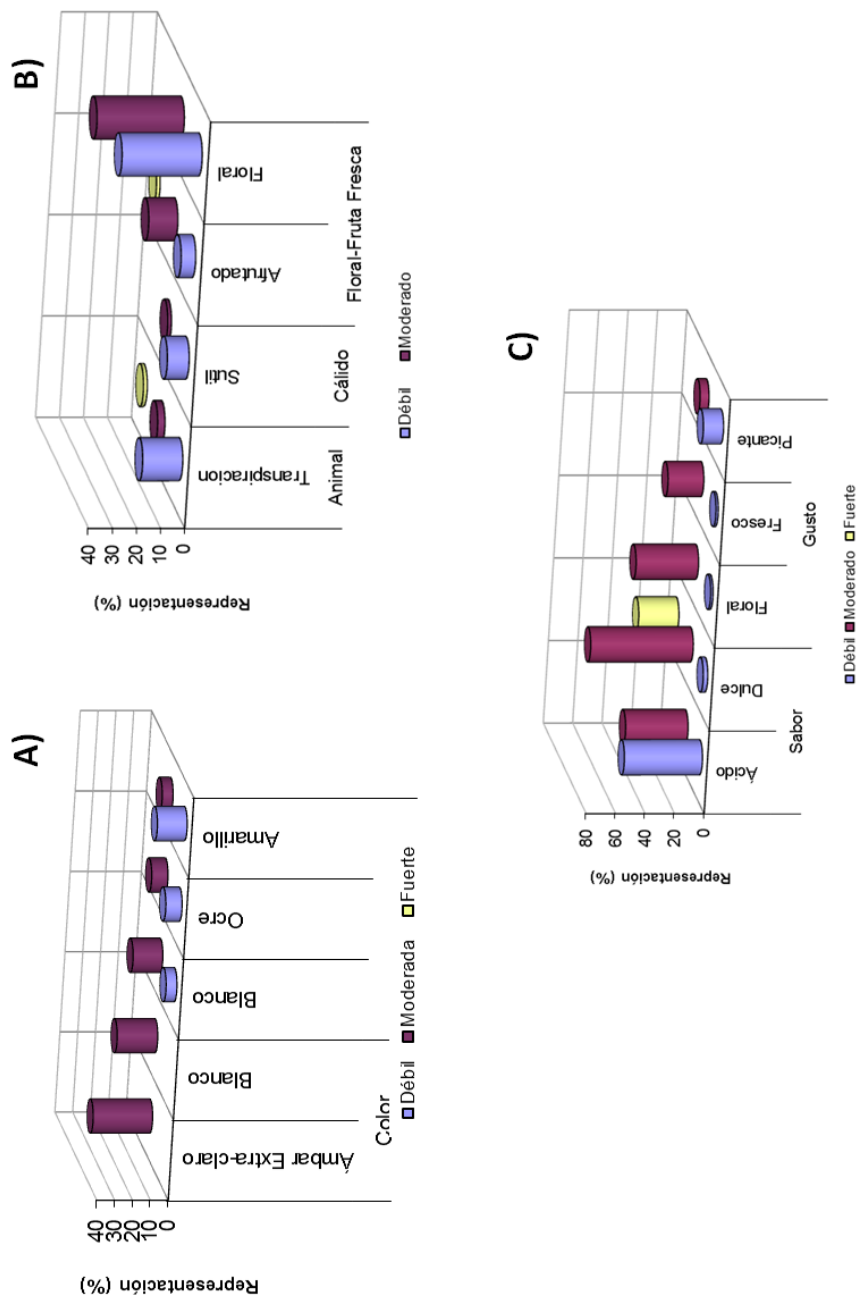 A)
Representación (%)
40
30
20
10
0
Ámbar Extra-claro
Blanco
Blanco
Ocre
Amarillo
Color
Débil Moderada Fuerte
B)
Representación (%)
40
30
20
10
0
Transpiracion
Sutil
Afrutado
Floral
Animal
Cálido
Floral-Fruta Fresca
Débil Moderado
C)
Representación (%)
80
60
40
20
0
Ácido
Dulce
Floral
Fresco
Picante
Sabor
Gusto
Débil Moderado Fuerte